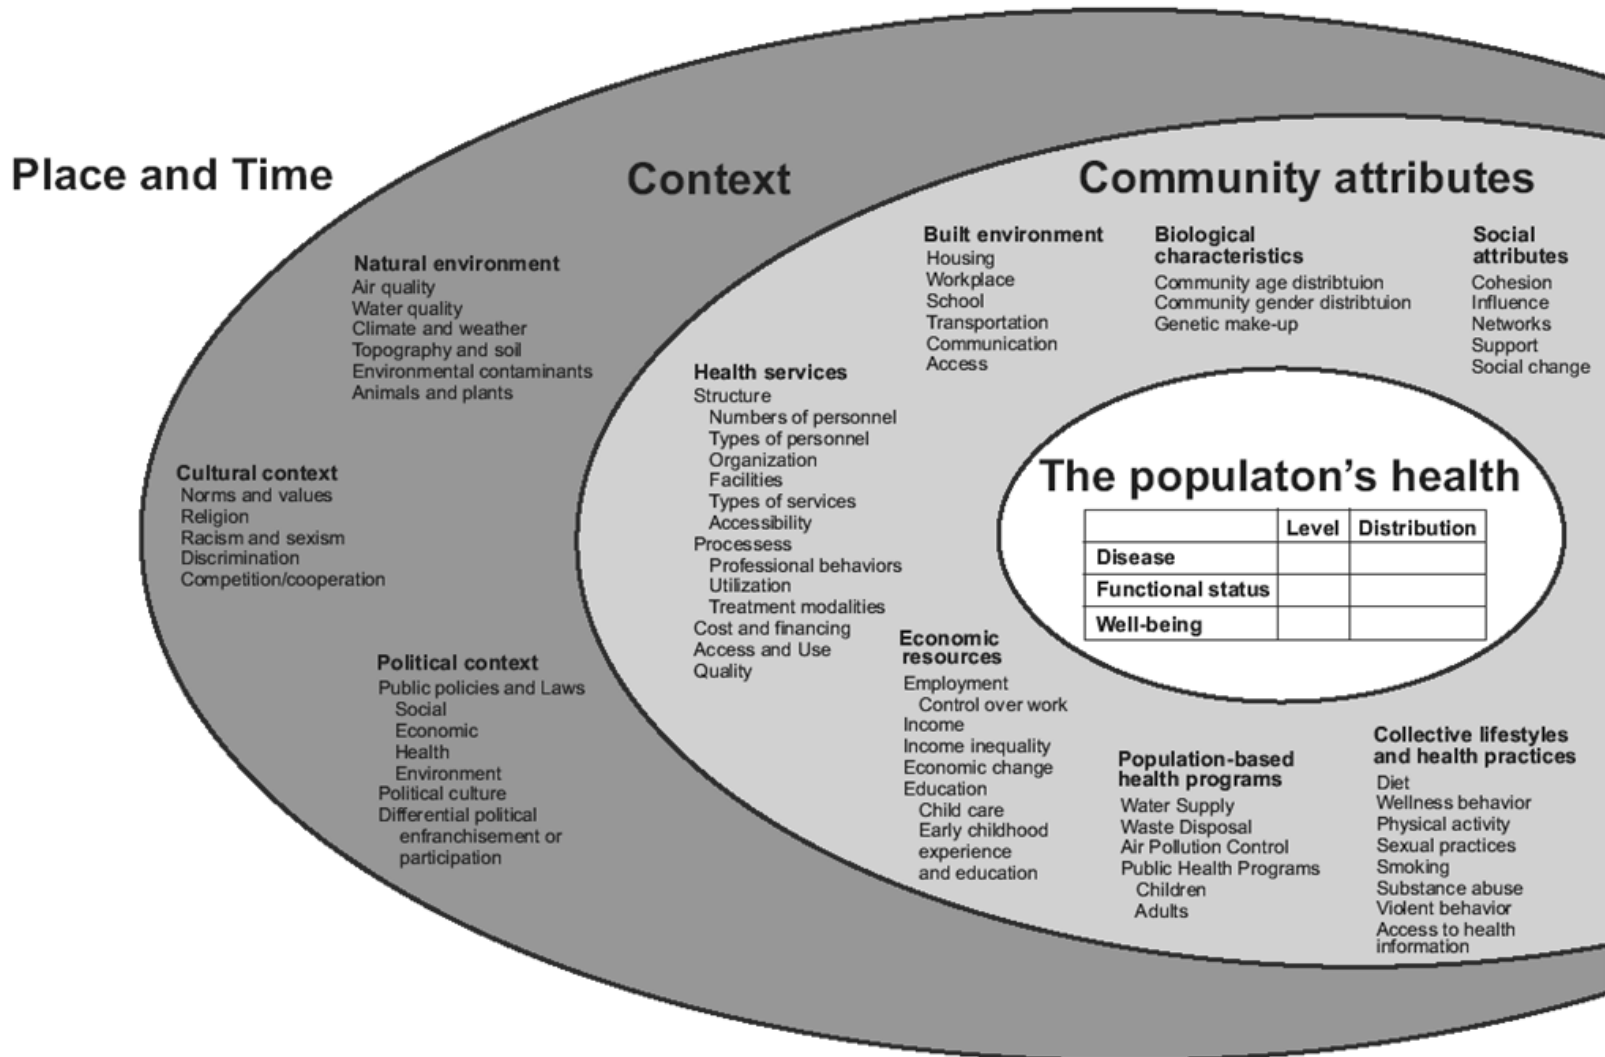 Place and Time
Context
Natural environment
Air quality
Water quality
Climate and weather
Topography and soil
Environmental contaminants
Animals and plants
Cultural context
Norms and values
Religion
Racism and sexism
Discrimination
Competition/cooperation
Political context
Public policies and Laws
Social
Economic
Health
Environment
Political culture
Differential political
enfranchisement or
participation
Community attributes
Built environment
Housing
Workplace
School
Transportation
Communication
Access
Biological
characteristics
Community age distribtuion
Community gender distribtuion
Genetic make-up
Social
attributes
Cohesion
Influence
Networks
Support
Social change
Health services
Structure
Numbers of personnel
Types of personnel
Organization
Facilities
Types of services
Accessibility
Processess
Professional behaviors
Utilization
Treatment modalities
Cost and financing
Access and Use
Quality
Economic
resources
Employment
Control over work
Income
Income inequality
Economic change
Education
Child care
Early childhood
experience
and education
Population-based
health programs
Water Supply
Waste Disposal
Air Pollution Control
Public Health Programs
Children
Adults
Collective lifestyles
and health practices
Diet
Wellness behavior
Physical activity
Sexual practices
Smoking
Substance abuse
Violent behavior
Access to health
information
The populaton's health
Level Distribution
Disease
Functional status
Well-being